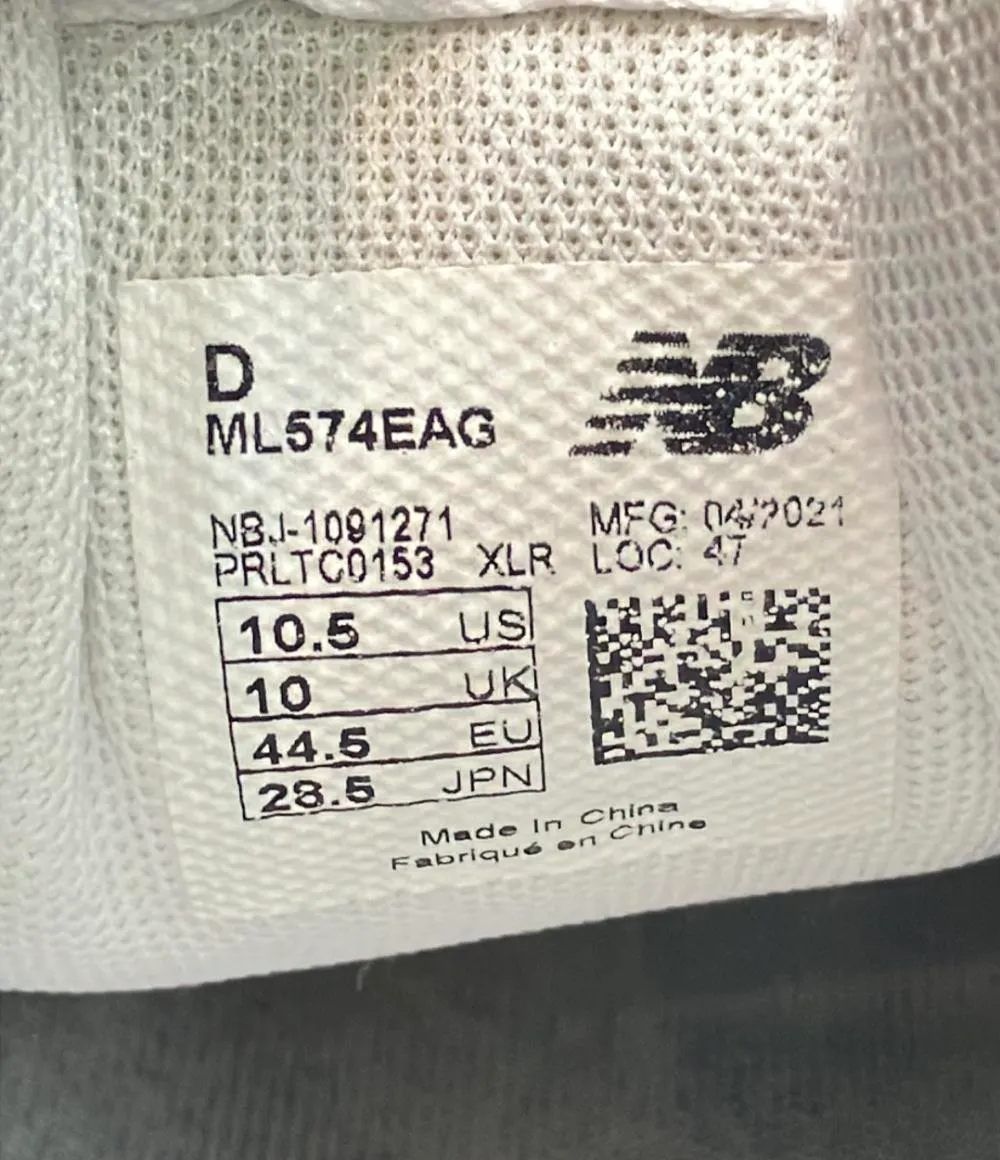 D
NB
ML574EAG
NBJ-1091271
MFG: 04/2021
PRLTC0153 XLR
LOC: 47
10.5 US
10 UK
44.5 EU
28.5 JPN
Made in China
Fabriqué en Chine